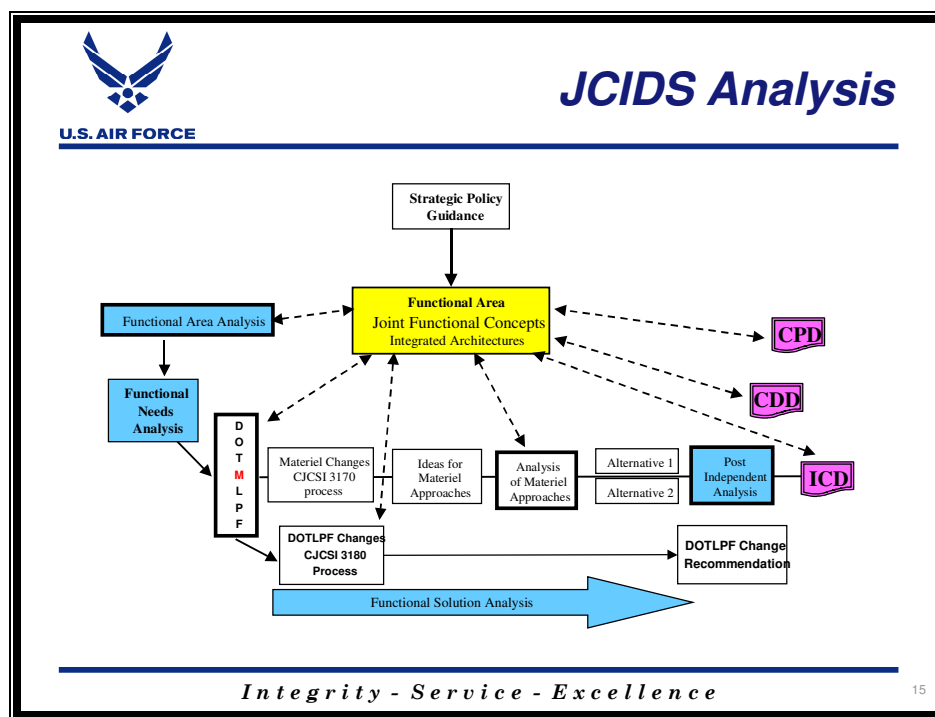 JCIDS Analysis
U.S. AIR FORCE
Strategic Policy
Guidance
Functional Area
Joint Functional Concepts
Integrated Architectures
Functional Area Analysis
CPD
Functional
Needs
Analysis
CDD
D
O
T
M
L
P
F
Materiel Changes
CJCSI 3170
process
Ideas for
Materiel
Approaches
Analysis
of Materiel
Approaches
Alternative 1
Alternative 2
Post
Independent
Analysis
ICD
DOTLPF Changes
CJCSI 3180
Process
DOTLPF Change
Recommendation
Functional Solution Analysis
Integrity - Service - Excellence
15